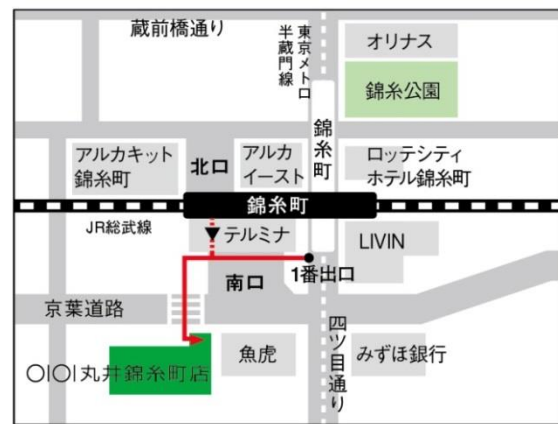 蔵前橋通り
東京メトロ
半蔵門線
オリナス
錦糸公園
錦糸町
アルカキット
錦糸町
北口
アルカ
イースト
ロッテシティ
ホテル錦糸町
錦糸町
JR総武線
テルミナ
LIVIN
1番出口
南口
京葉道路
四ツ目通り
魚虎
みずほ銀行
〇I〇I丸井錦糸町店